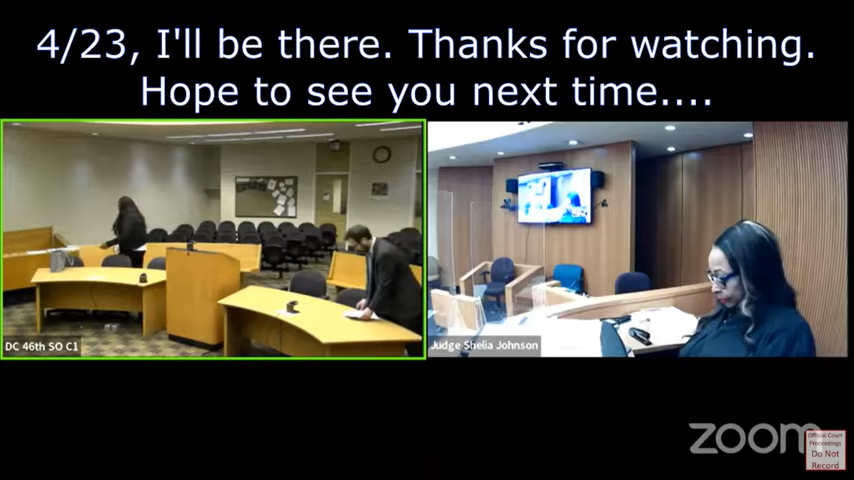 4/23, I'll be there. Thanks for watching.
Hope to see you next time....
DC 46th SO C1
Judge Shelia Johnson
zoom
Official Court
Proceedings
Do Not
Record